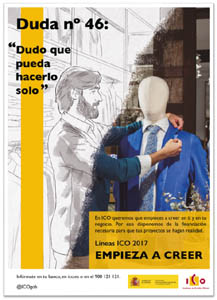 Duda nº 46:
“Dudo que
pueda
hacerlo
solo”
En ICO queremos que empieces a creer en ti y en tu
negocio. Por eso disponemos de la financiación
necesaria para que tus proyectos se hagan realidad.
Líneas ICO 2017
EMPIEZA A CREER
Infórmate en tu banco, en ico.es o en el 900 121 121.
@ICOgob
ICO